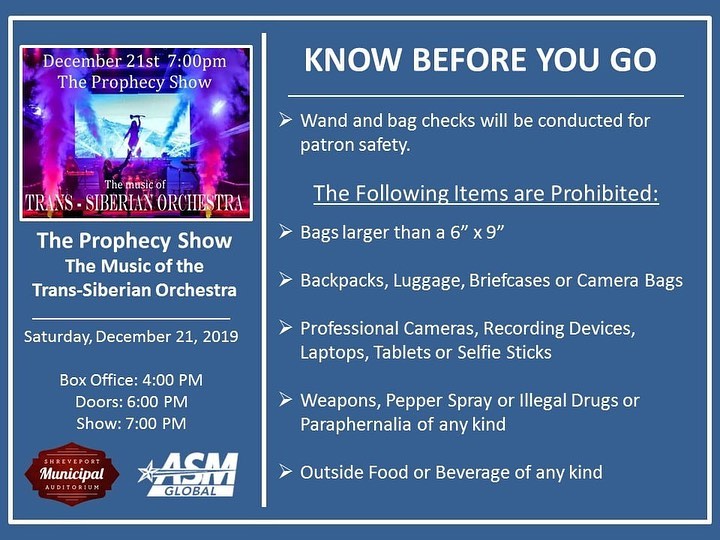 December 21st 7:00pm
The Prophecy Show
The music of
TRANS - SIBERIAN ORCHESTRA
The Prophecy Show
The Music of the
Trans-Siberian Orchestra
Saturday, December 21, 2019
Box Office: 4:00 PM
Doors: 6:00 PM
Show: 7:00 PM
SHREVEPORT
Municipal
AUDITORIUM
ASM
GLOBAL
KNOW BEFORE YOU GO
➢ Wand and bag checks will be conducted for
patron safety.
The Following Items are Prohibited:
➢ Bags larger than a 6” x 9”
➢ Backpacks, Luggage, Briefcases or Camera Bags
➢ Professional Cameras, Recording Devices,
Laptops, Tablets or Selfie Sticks
➢ Weapons, Pepper Spray or Illegal Drugs or
Paraphernalia of any kind
➢ Outside Food or Beverage of any kind